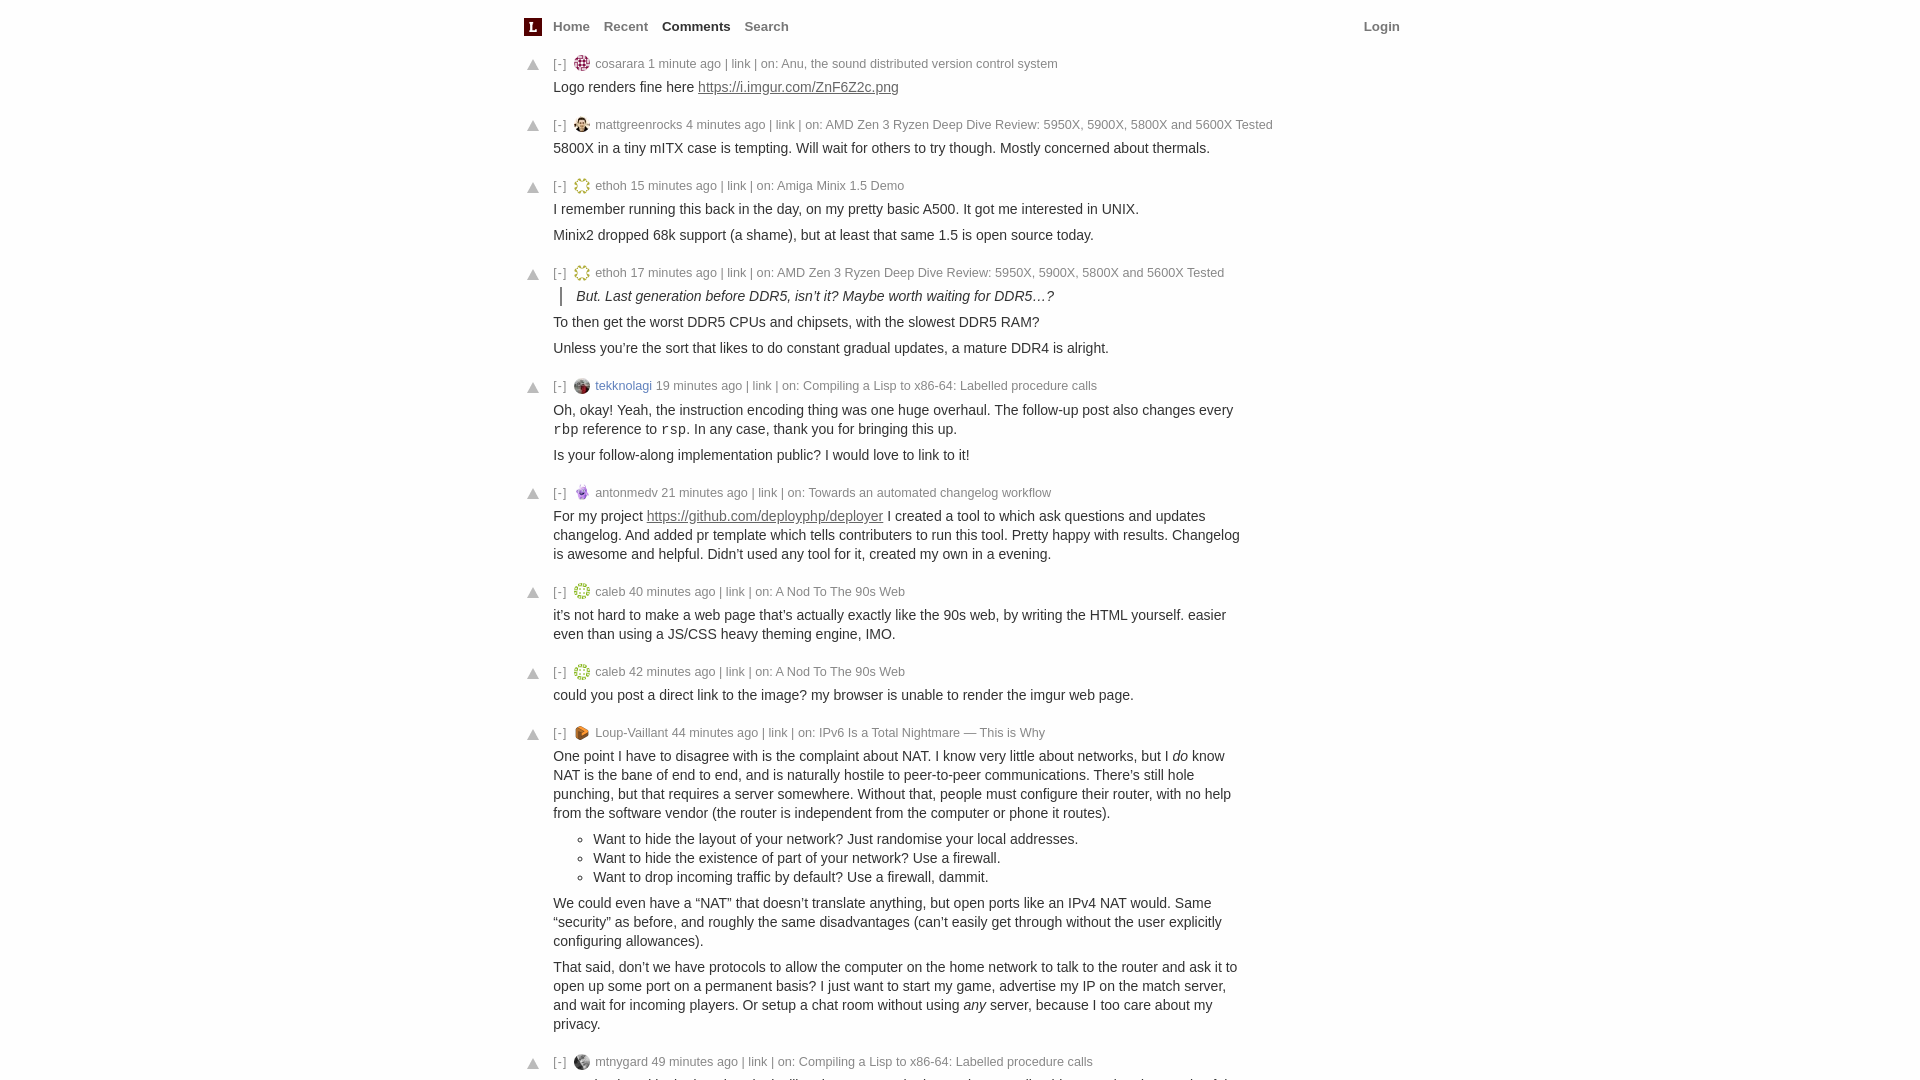 L Home Recent Comments Search Login
[-] cosarara 1 minute ago | link | on: Anu, the sound distributed version control system
Logo renders fine here https://i.imgur.com/ZnF6Z2c.png
[-] mattgreenrocks 4 minutes ago | link | on: AMD Zen 3 Ryzen Deep Dive Review: 5950X, 5900X, 5800X and 5600X Tested
5800X in a tiny mITX case is tempting. Will wait for others to try though. Mostly concerned about thermals.
[-] ethoh 15 minutes ago | link | on: Amiga Minix 1.5 Demo
I remember running this back in the day, on my pretty basic A500. It got me interested in UNIX.
Minix2 dropped 68k support (a shame), but at least that same 1.5 is open source today.
[-] ethoh 17 minutes ago | link | on: AMD Zen 3 Ryzen Deep Dive Review: 5950X, 5900X, 5800X and 5600X Tested
But. Last generation before DDR5, isn’t it? Maybe worth waiting for DDR5…?
To then get the worst DDR5 CPUs and chipsets, with the slowest DDR5 RAM?
Unless you’re the sort that likes to do constant gradual updates, a mature DDR4 is alright.
[-] tekknolagi 19 minutes ago | link | on: Compiling a Lisp to x86-64: Labelled procedure calls
Oh, okay! Yeah, the instruction encoding thing was one huge overhaul. The follow-up post also changes every
rbp reference to rsp. In any case, thank you for bringing this up.
Is your follow-along implementation public? I would love to link to it!
[-] antonmedv 21 minutes ago | link | on: Towards an automated changelog workflow
For my project https://github.com/deployphp/deployer I created a tool to which ask questions and updates
changelog. And added pr template which tells contributers to run this tool. Pretty happy with results. Changelog
is awesome and helpful. Didn’t used any tool for it, created my own in a evening.
[-] caleb 40 minutes ago | link | on: A Nod To The 90s Web
it’s not hard to make a web page that’s actually exactly like the 90s web, by writing the HTML yourself. easier
even than using a JS/CSS heavy theming engine, IMO.
[-] caleb 42 minutes ago | link | on: A Nod To The 90s Web
could you post a direct link to the image? my browser is unable to render the imgur web page.
[-] Loup-Vaillant 44 minutes ago | link | on: IPv6 Is a Total Nightmare — This is Why
One point I have to disagree with is the complaint about NAT. I know very little about networks, but I do know
NAT is the bane of end to end, and is naturally hostile to peer-to-peer communications. There’s still hole
punching, but that requires a server somewhere. Without that, people must configure their router, with no help
from the software vendor (the router is independent from the computer or phone it routes).
Want to hide the layout of your network? Just randomise your local addresses.
Want to hide the existence of part of your network? Use a firewall.
Want to drop incoming traffic by default? Use a firewall, dammit.
We could even have a “NAT” that doesn’t translate anything, but open ports like an IPv4 NAT would. Same
“security” as before, and roughly the same disadvantages (can’t easily get through without the user explicitly
configuring allowances).
That said, don’t we have protocols to allow the computer on the home network to talk to the router and ask it to
open up some port on a permanent basis? I just want to start my game, advertise my IP on the match server,
and wait for incoming players. Or setup a chat room without using any server, because I too care about my
privacy.
[-] mtnygard 49 minutes ago | link | on: Compiling a Lisp to x86-64: Labelled procedure calls